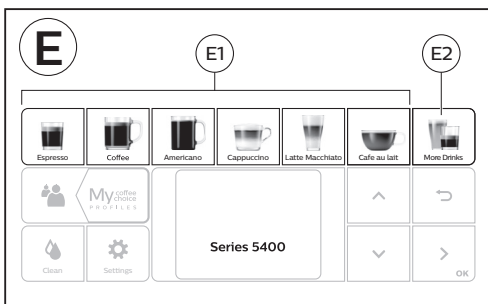 E
E1
E2
Espresso
Coffee
Americano
Cappuccino
Latte Macchiato
Cafe au lait
More Drinks
My coffee choice
PROFILES
Series 5400
Clean
Settings
OK